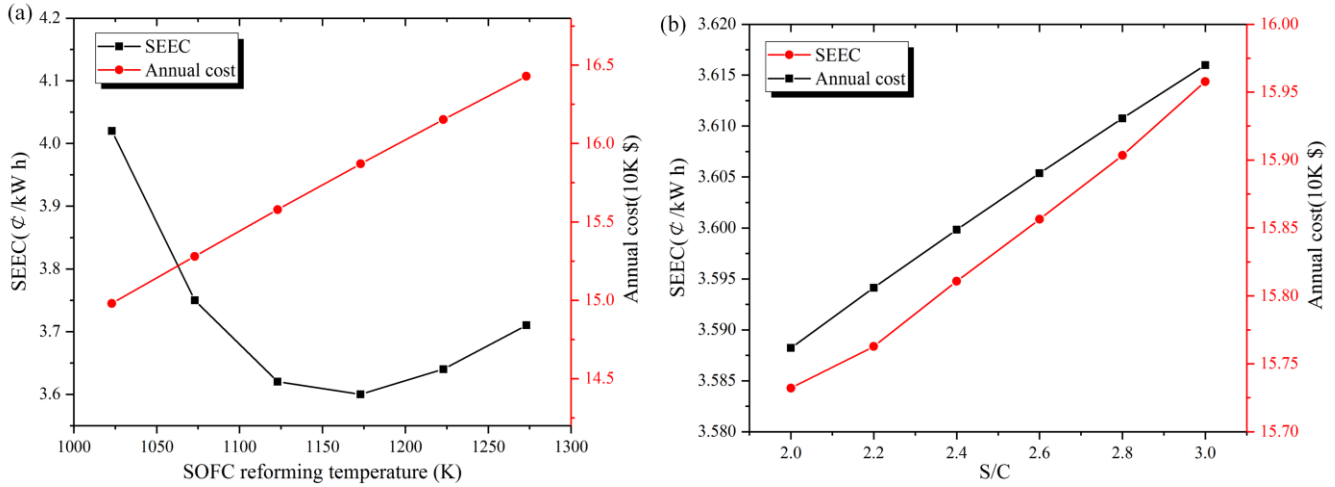 (a)
SEEC
Annual cost
SEEC(₵/kW h)
4.2
4.1
4.0
3.9
3.8
3.7
3.6
16.5
16.0
15.5
15.0
14.5
Annual cost(10K $)
1000 1050 1100 1150 1200 1250 1300
SOFC reforming temperature (K)
(b)
SEEC
Annual cost
SEEC(₵/kW h)
3.620
3.615
3.610
3.605
3.600
3.595
3.590
3.585
3.580
16.00
15.95
15.90
15.85
15.80
15.75
15.70
Annual cost(10K $)
2.0 2.2 2.4 2.6 2.8 3.0
S/C